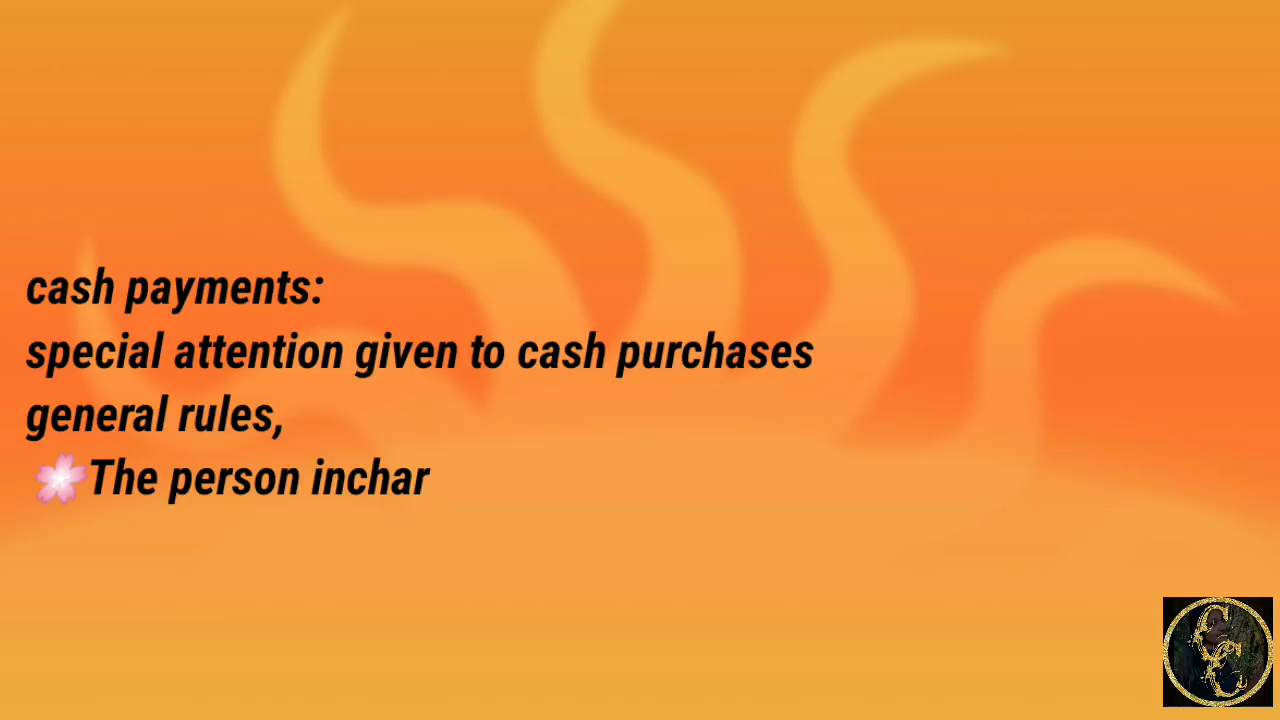 cash payments:
special attention given to cash purchases
general rules,
🌸The person inchar